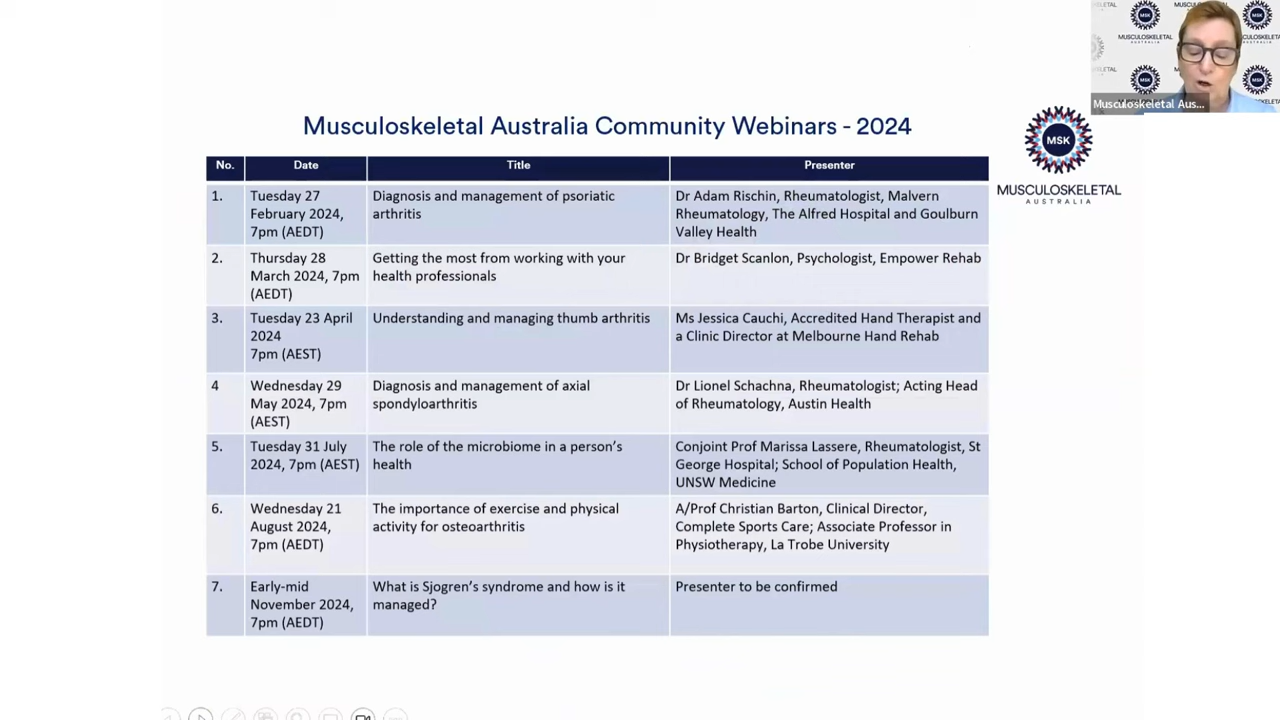 MUSCULOSKELETAL
AUSTRALIA
MSK
Musculoskeletal Aus...
Musculoskeletal Australia Community Webinars - 2024
MSK
MUSCULOSKELETAL
AUSTRALIA
No.
Date
Title
Presenter
1.
Tuesday 27
February 2024,
7pm (AEDT)
Diagnosis and management of psoriatic
arthritis
Dr Adam Rischin, Rheumatologist, Malvern
Rheumatology, The Alfred Hospital and Goulburn
Valley Health
2.
Thursday 28
March 2024, 7pm
(AEDT)
Getting the most from working with your
health professionals
Dr Bridget Scanlon, Psychologist, Empower Rehab
3.
Tuesday 23 April
2024
7pm (AEST)
Understanding and managing thumb arthritis
Ms Jessica Cauchi, Accredited Hand Therapist and
a Clinic Director at Melbourne Hand Rehab
4
Wednesday 29
May 2024, 7pm
(AEST)
Diagnosis and management of axial
spondyloarthritis
Dr Lionel Schachna, Rheumatologist; Acting Head
of Rheumatology, Austin Health
5.
Tuesday 31 July
2024, 7pm (AEST)
The role of the microbiome in a person’s
health
Conjoint Prof Marissa Lassere, Rheumatologist, St
George Hospital; School of Population Health,
UNSW Medicine
6.
Wednesday 21
August 2024,
7pm (AEDT)
The importance of exercise and physical
activity for osteoarthritis
A/Prof Christian Barton, Clinical Director,
Complete Sports Care; Associate Professor in
Physiotherapy, La Trobe University
7.
Early-mid
November 2024,
7pm (AEDT)
What is Sjogren’s syndrome and how is it
managed?
Presenter to be confirmed